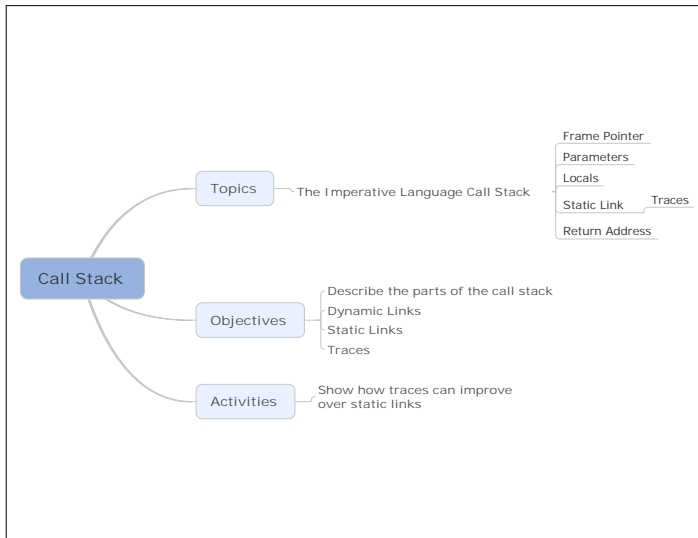 Call Stack
Topics
The Imperative Language Call Stack
Frame Pointer
Parameters
Locals
Static Link
Traces
Return Address
Objectives
Describe the parts of the call stack
Dynamic Links
Static Links
Traces
Activities
Show how traces can improve
over static links